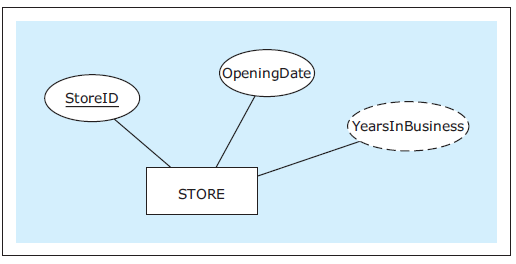 OpeningDate
StoreID
YearsInBusiness
STORE